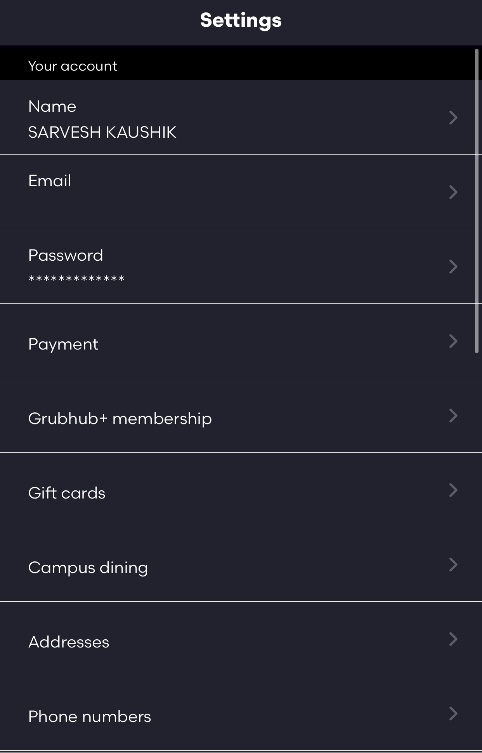 Settings
Your account
Name
SARVESH KAUSHIK
Email
Password
*************
Payment
Grubhub+ membership
Gift cards
Campus dining
Addresses
Phone numbers